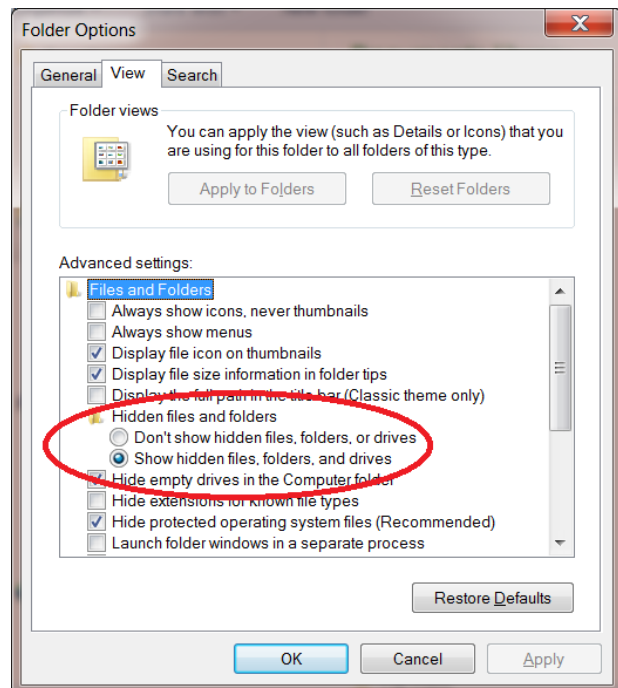 Folder Options
General View Search
Folder views
You can apply the view (such as Details or Icons) that you
are using for this folder to all folders of this type.
Apply to Folders Reset Folders
Advanced settings:
Files and Folders
Always show icons, never thumbnails
Always show menus
Display file icon on thumbnails
Display file size information in folder tips
Display the full path in the title bar (Classic theme only)
Hidden files and folders
Don't show hidden files, folders, or drives
Show hidden files, folders, and drives
Hide empty drives in the Computer folder
Hide extensions for known file types
Hide protected operating system files (Recommended)
Launch folder windows in a separate process
Restore Defaults
OK Cancel Apply